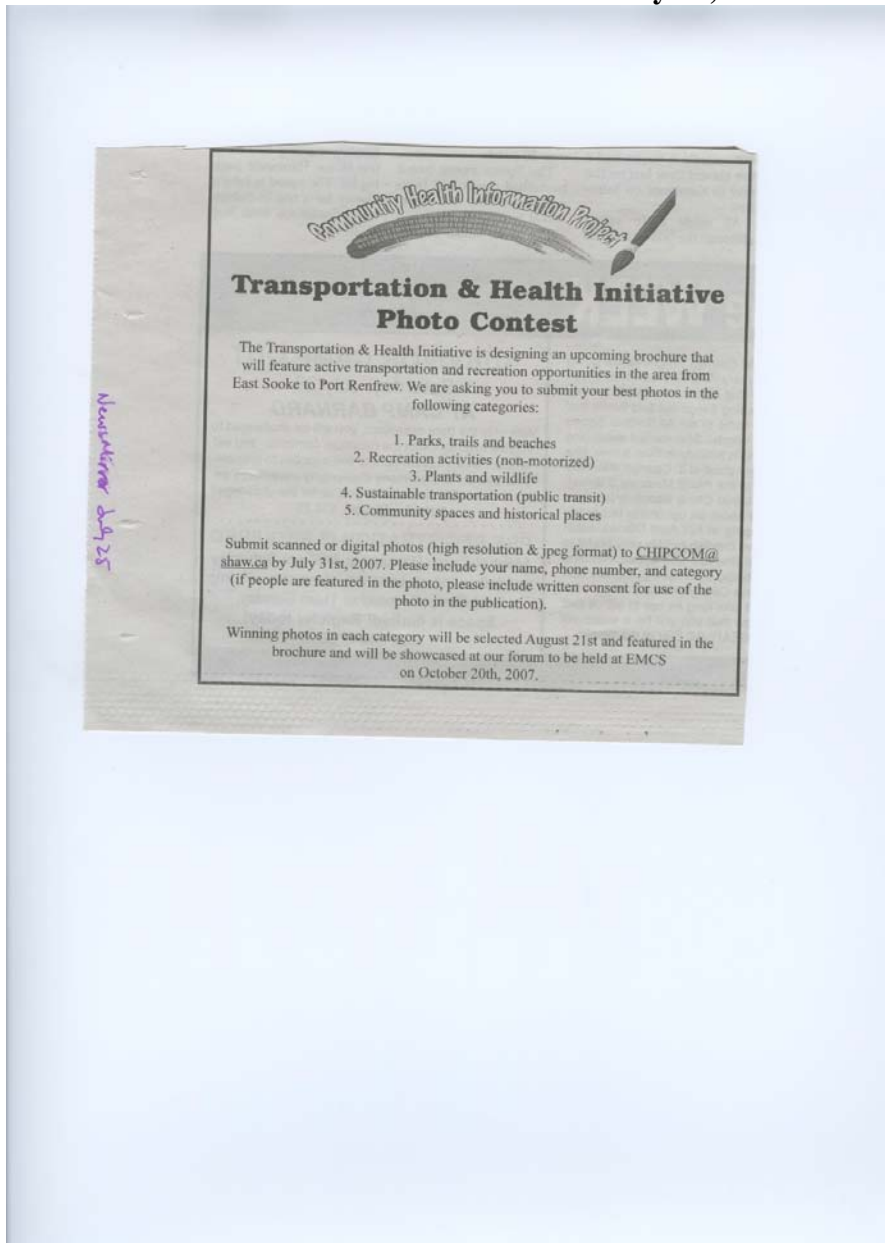 Community Health Information Project
Transportation & Health Initiative
Photo Contest
The Transportation & Health Initiative is designing an upcoming brochure that
will feature active transportation and recreation opportunities in the area from
East Sooke to Port Renfrew. We are asking you to submit your best photos in the
following categories:
1. Parks, trails and beaches
2. Recreation activities (non-motorized)
3. Plants and wildlife
4. Sustainable transportation (public transit)
5. Community spaces and historical places
Submit scanned or digital photos (high resolution & jpeg format) to CHIPCOM@
shaw.ca by July 31st, 2007. Please include your name, phone number, and category
(if people are featured in the photo, please include written consent for use of the
photo in the publication).
Winning photos in each category will be selected August 21st and featured in the
brochure and will be showcased at our forum to be held at EMCS
on October 20th, 2007.
NewsMirror July 25